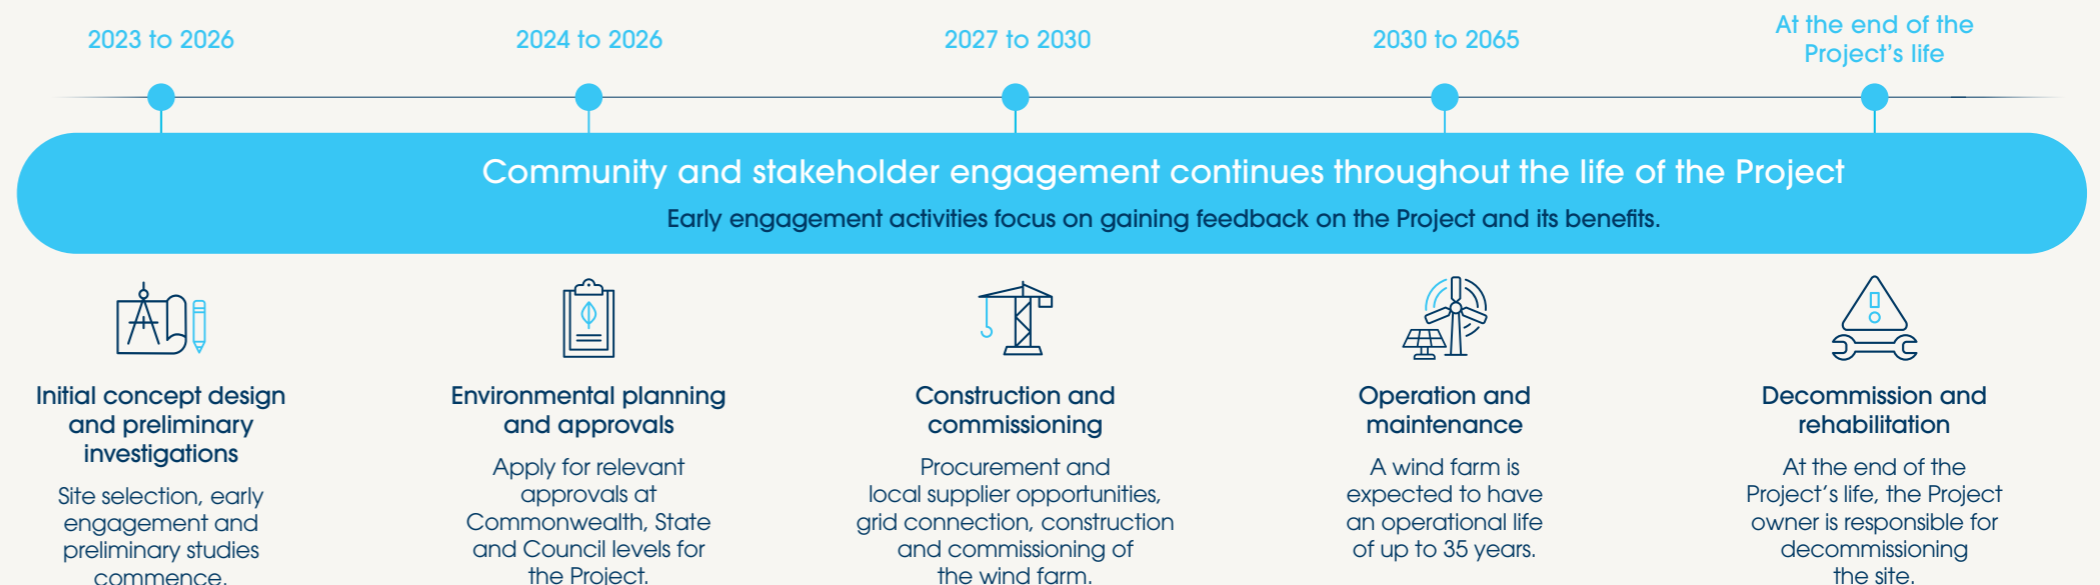 2023 to 2026
2024 to 2026
2027 to 2030
2030 to 2065
At the end of the
Project's life
Community and stakeholder engagement continues throughout the life of the Project
Early engagement activities focus on gaining feedback on the Project and its benefits.
Initial concept design
and preliminary
investigations
Site selection, early
engagement and
preliminary studies
commence.
Environmental planning
and approvals
Apply for relevant
approvals at
Commonwealth, State
and Council levels for
the Project.
Construction and
commissioning
Procurement and
local supplier opportunities,
grid connection, construction
and commissioning of
the wind farm.
Operation and
maintenance
A wind farm is
expected to have
an operational life
of up to 35 years.
Decommission and
rehabilitation
At the end of the
Project's life, the Project
owner is responsible for
decommissioning
the site.